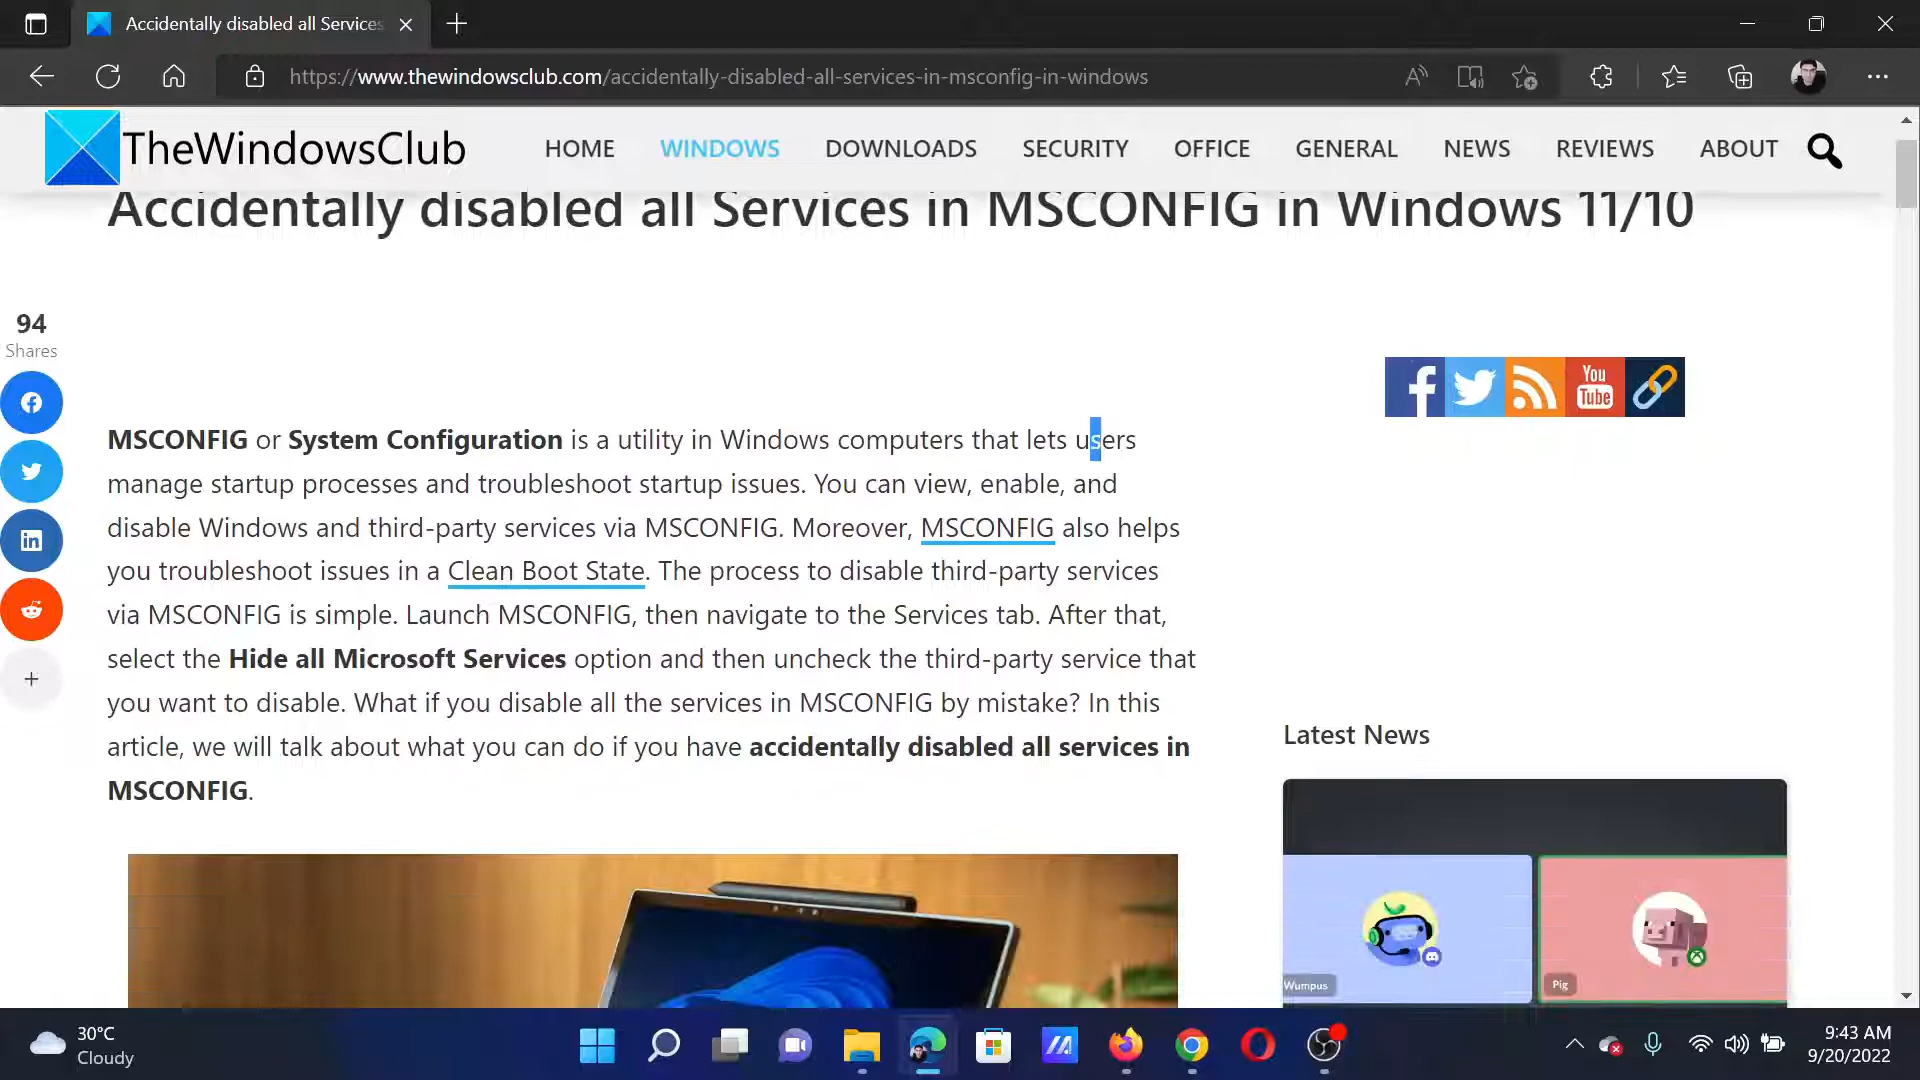 Accidentally disabled all Services
https://www.thewindowsclub.com/accidentally-disabled-all-services-in-msconfig-in-windows
TheWindowsClub
HOME WINDOWS DOWNLOADS SECURITY OFFICE GENERAL NEWS REVIEWS ABOUT
Accidentally disabled all Services in MSCONFIG in Windows 11/10
94
Shares
You
Tube
MSCONFIG or System Configuration is a utility in Windows computers that lets users
manage startup processes and troubleshoot startup issues. You can view, enable, and
disable Windows and third-party services via MSCONFIG. Moreover, MSCONFIG also helps
you troubleshoot issues in a Clean Boot State. The process to disable third-party services
via MSCONFIG is simple. Launch MSCONFIG, then navigate to the Services tab. After that,
select the Hide all Microsoft Services option and then uncheck the third-party service that
you want to disable. What if you disable all the services in MSCONFIG by mistake? In this
article, we will talk about what you can do if you have accidentally disabled all services in
MSCONFIG.
Latest News
Wumpus
Pig
30°C
Cloudy
9:43 AM
9/20/2022